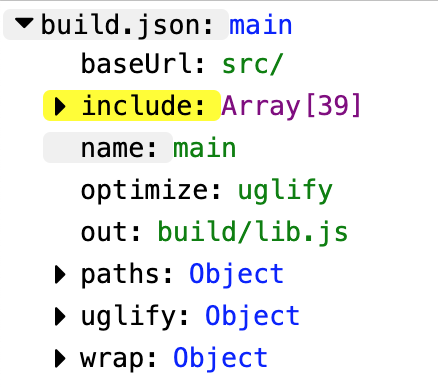 build.json: main
baseUrl: src/
include: Array[39]
name: main
optimize: uglify
out: build/lib.js
paths: Object
uglify: Object
wrap: Object